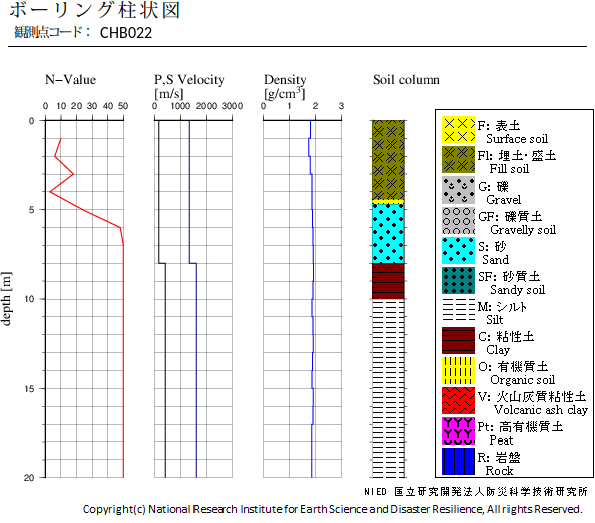 ボーリング柱状図
観測点コード： CHB022
N−Value
P,S Velocity
Density
Soil column
[m/s]
[g/cm³]
0 10 20 30 40 50
0 1000 2000 3000
0 1 2 3
0
5
10
15
20
depth [m]
F: 表土
Surface soil
Fl: 埋土・盛土
Fill soil
G: 礫
Gravel
GF: 礫質土
Gravelly soil
S: 砂
Sand
SF: 砂質土
Sandy soil
M: シルト
Silt
C: 粘性土
Clay
O: 有機質土
Organic soil
V: 火山灰質粘性土
Volcanic ash clay
Pt: 高有機質土
Peat
R: 岩盤
Rock
NIED 国立研究開発法人防災科学技術研究所
Copyright(c) National Research Institute for Earth Science and Disaster Resilience, All rights Reserved.